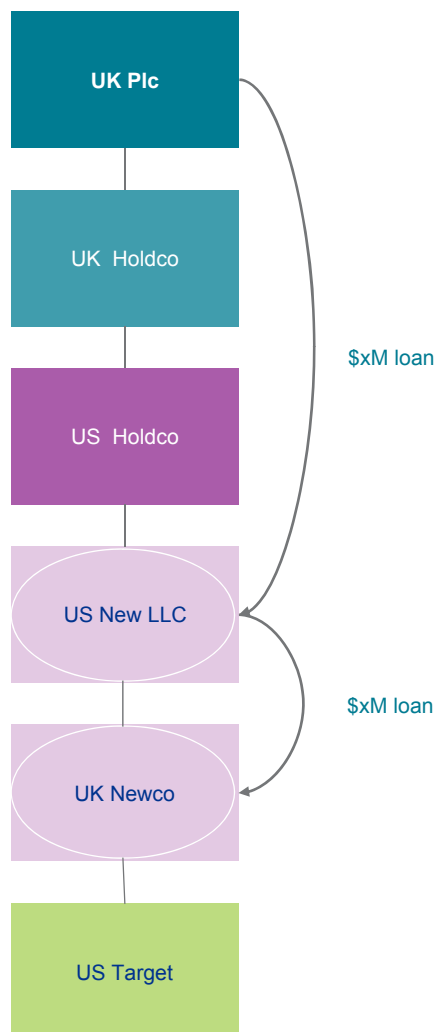 UK Plc
UK Holdco
$xM loan
US Holdco
US New LLC
$xM loan
UK Newco
US Target